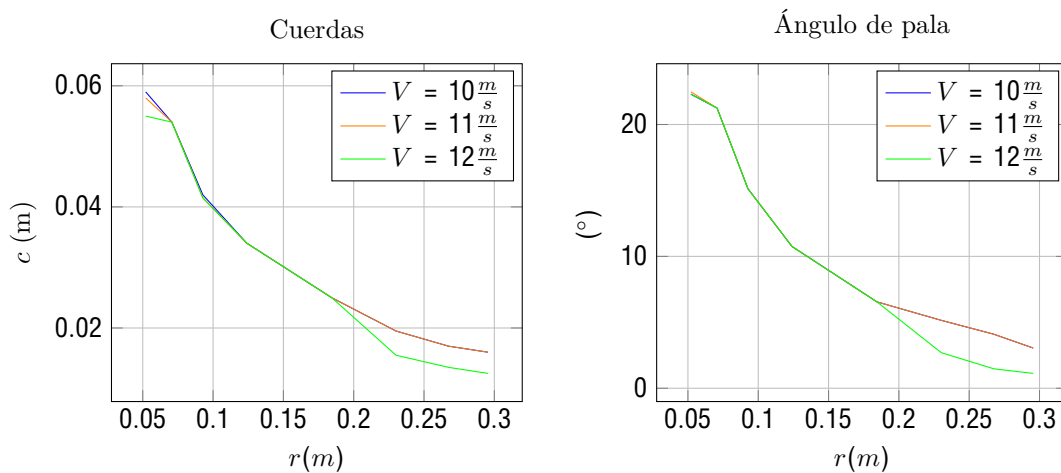 Cuerdas
0.06
0.04
0.02
c (m)
0.05 0.1 0.15 0.2 0.25 0.3
r(m)
V = 10 m/s
V = 11 m/s
V = 12 m/s
Ángulo de pala
20
10
0
(°)
0.05 0.1 0.15 0.2 0.25 0.3
r(m)
V = 10 m/s
V = 11 m/s
V = 12 m/s